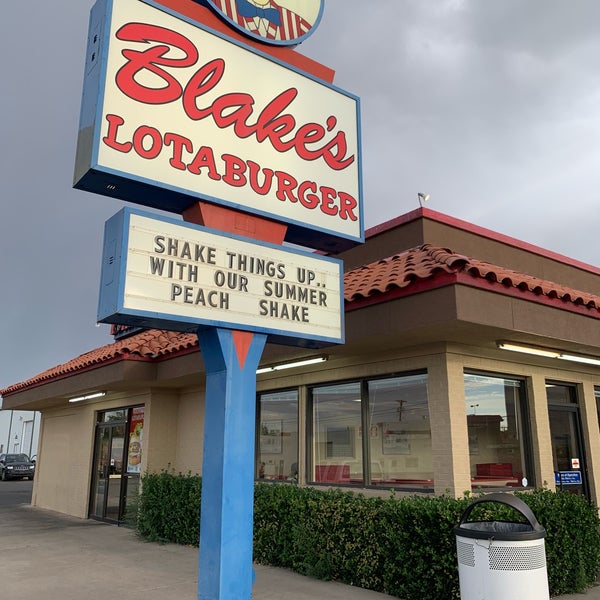 Blake's
LOTABURGER
SHAKE THINGS UP..
WITH OUR SUMMER
PEACH SHAKE